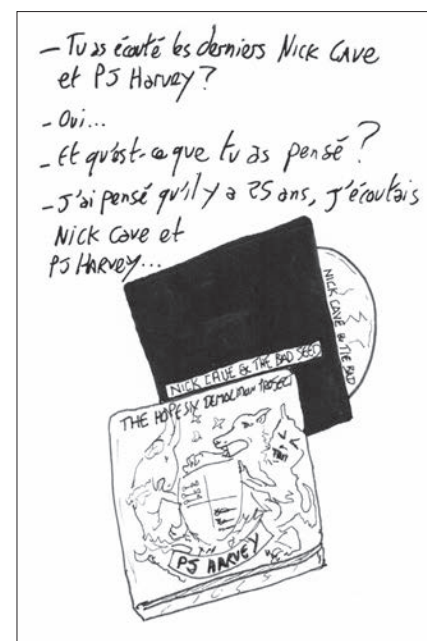 - Tu as écouté les derniers NICK CAVE
et PJ Harvey?
- Oui...
- Et qu'est-ce que tu as pensé?
- J'ai pensé qu'il y a 25 ans, j'écoutais
NICK Cave et
PJ HARVEY...
NICK CAVE & THE BAD
NICK CAVE & THE BAD SEED
THE HOPE SIX DEMOLITION PROJECT
PJ HARVEY